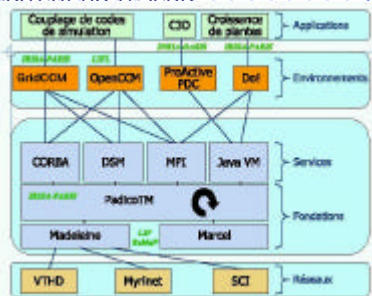 Couplage de codes
de simulation
C3D
Croissance
de plantes
Applications
GridCCM
OpenCCM
ProActive
PDC
Do!
Environnements
CORBA
DSM
MPI
Java VM
Services
PadicoTM
Fondations
Madeleine
Marcel
VTHD
Myrinet
SCI
Réseaux